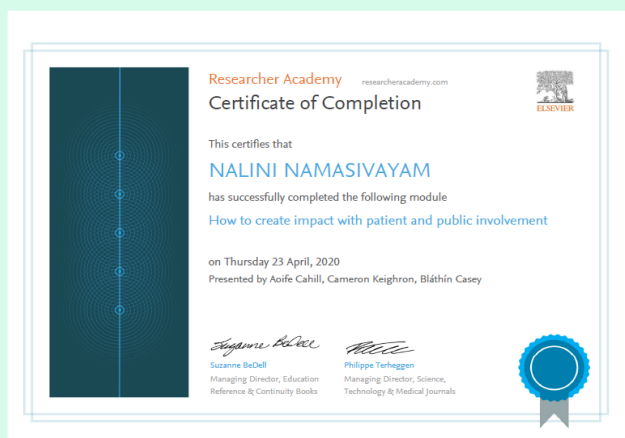 Researcher Academy researcheracademy.com
Certificate of Completion
ELSEVIER
This certifies that
NALINI NAMASIVAYAM
has successfully completed the following module
How to create impact with patient and public involvement
on Thursday 23 April, 2020
Presented by Aoife Cahill, Cameron Keighron, Bláthín Casey
Suzanne BeDell
Suzanne BeDell
Managing Director, Education
Reference & Continuity Books
Philippe Terheggen
Managing Director, Science,
Technology & Medical Journals